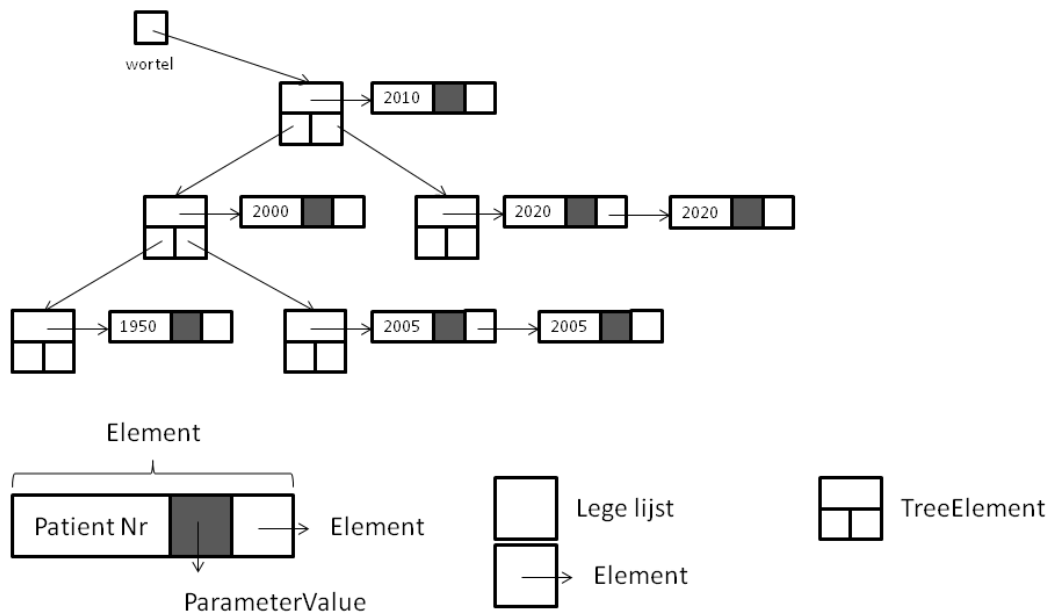 wortel
2010
2000
2020
2020
1950
2005
2005
Element
Patient Nr
Element
ParameterValue
Lege lijst
Element
TreeElement